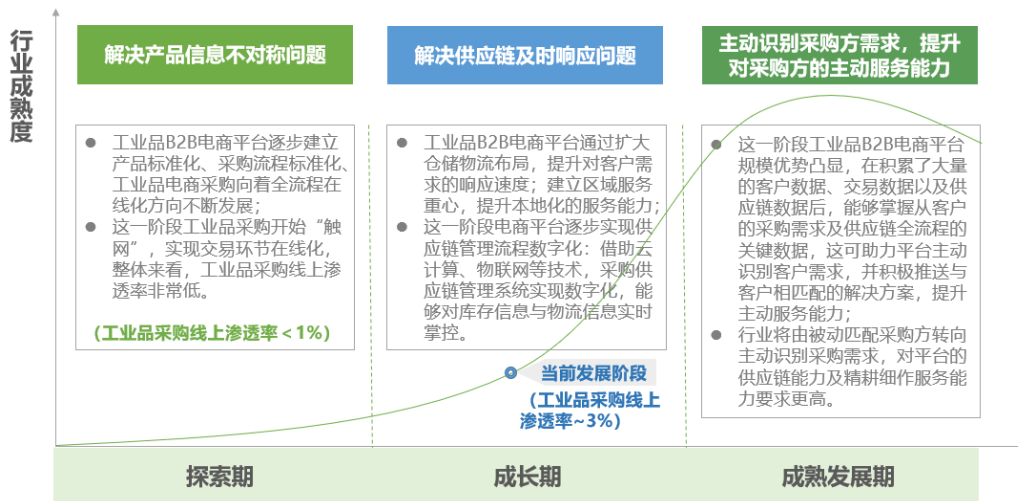 行业成熟度
解决产品信息不对称问题
工业品B2B电商平台逐步建立
产品标准化、采购流程标准化、
工业品电商采购向着全流程在
线化方向不断发展；
这一阶段工业品采购开始“触
网”，实现交易环节在线化，
整体来看，工业品采购线上渗
透率非常低。
（工业品采购线上渗透率＜1%）
解决供应链及时响应问题
工业品B2B电商平台通过扩大
仓储物流布局，提升对客户需
求的响应速度；建立区域服务
重心，提升本地化的服务能力；
这一阶段电商平台逐步实现供
应链管理流程数字化：借助云
计算、物联网等技术，采购供
应链管理系统实现数字化，能
够对库存信息与物流信息实时
掌控。
当前发展阶段
（工业品采购线上
渗透率~3%）
主动识别采购方需求，提升
对采购方的主动服务能力
这一阶段工业品B2B电商平台
规模优势凸显，在积累了大量
的客户数据、交易数据以及供
应链数据后，能够掌握从客户
的采购需求及供应链全流程的
关键数据，这可助力平台主动
识别客户需求，并积极推送与
客户相匹配的解决方案，提升
主动服务能力；
行业将由被动匹配采购方转向
主动识别采购需求，对平台的
供应链能力及精耕细作服务能
力要求更高。
探索期
成长期
成熟发展期